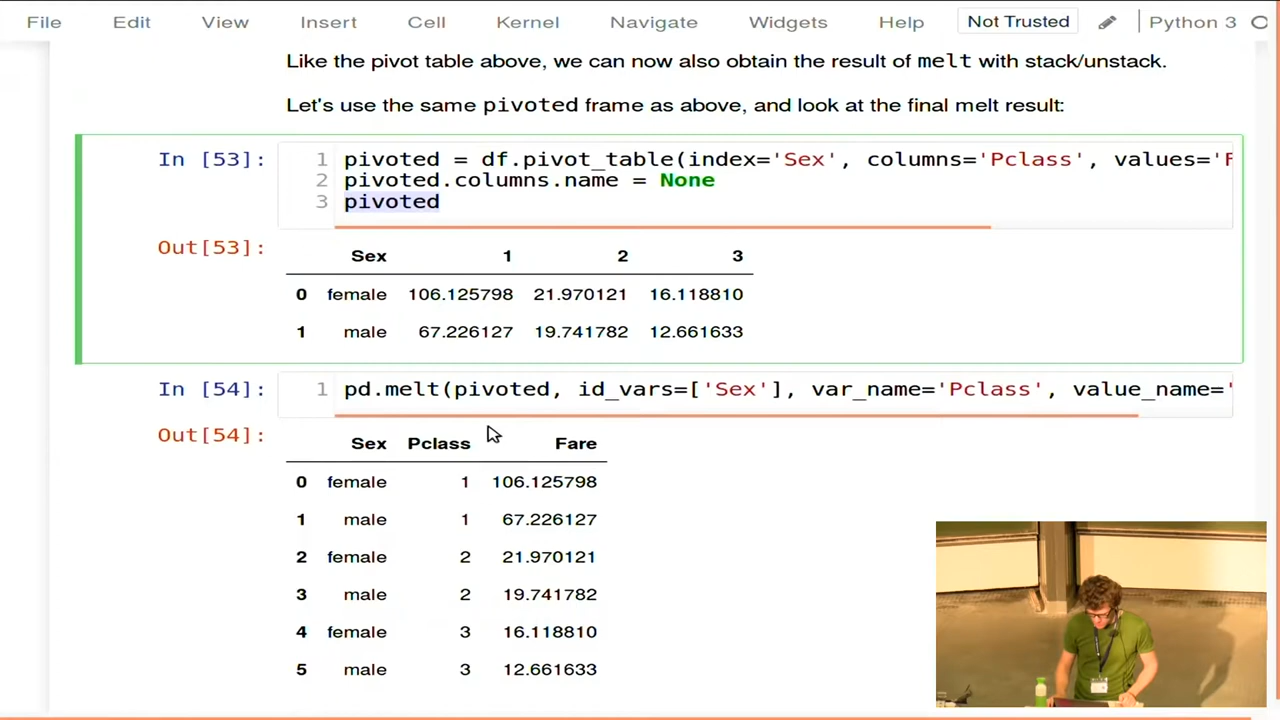 File Edit View Insert Cell Kernel Navigate Widgets Help Not Trusted Python 3
Like the pivot table above, we can now also obtain the result of melt with stack/unstack.
Let's use the same pivoted frame as above, and look at the final melt result:
In [53]: 1 pivoted = df.pivot_table(index='Sex', columns='Pclass', values='F
2 pivoted.columns.name = None
3 pivoted
Out[53]:
Sex 1 2 3
0 female 106.125798 21.970121 16.118810
1 male 67.226127 19.741782 12.661633
In [54]: 1 pd.melt(pivoted, id_vars=['Sex'], var_name='Pclass', value_name='
Out[54]:
Sex Pclass Fare
0 female 1 106.125798
1 male 1 67.226127
2 female 2 21.970121
3 male 2 19.741782
4 female 3 16.118810
5 male 3 12.661633